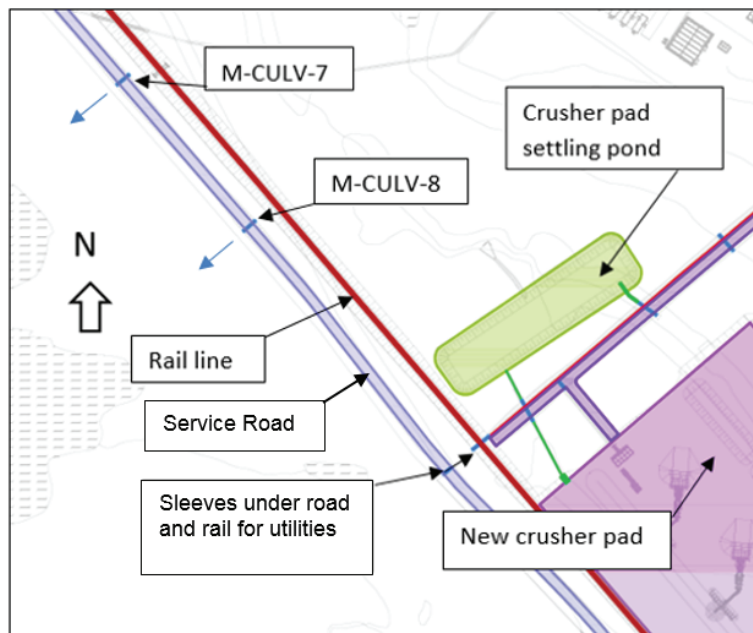 M-CULV-7
Crusher pad
settling pond
M-CULV-8
N
Rail line
Service Road
Sleeves under road
and rail for utilities
New crusher pad